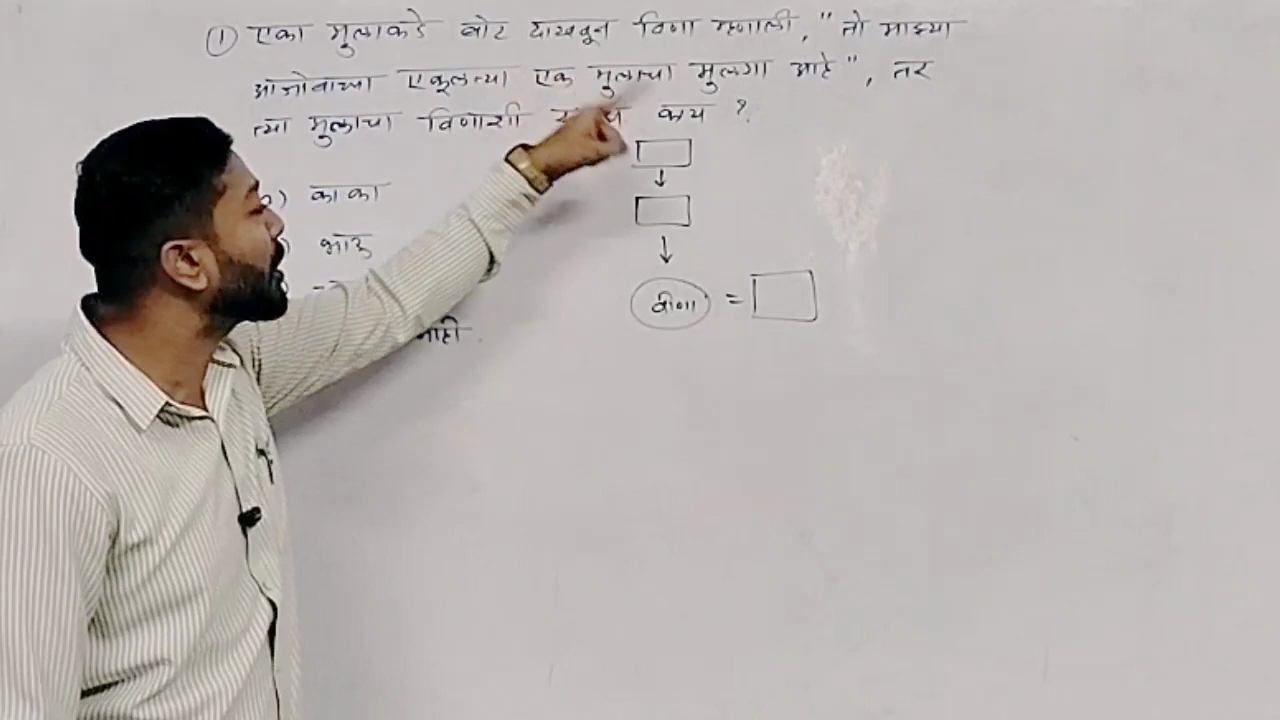 ① एका मुलाकडे बोट दाखवून विणा म्हणाली, "तो माझ्या
आजोबाच्या एकूलत्या एक मुलाचा मुलगा आहे", तर
त्या मुलाचा विणाशी काय ?
काका
भाऊ
नाही.
वीणा =